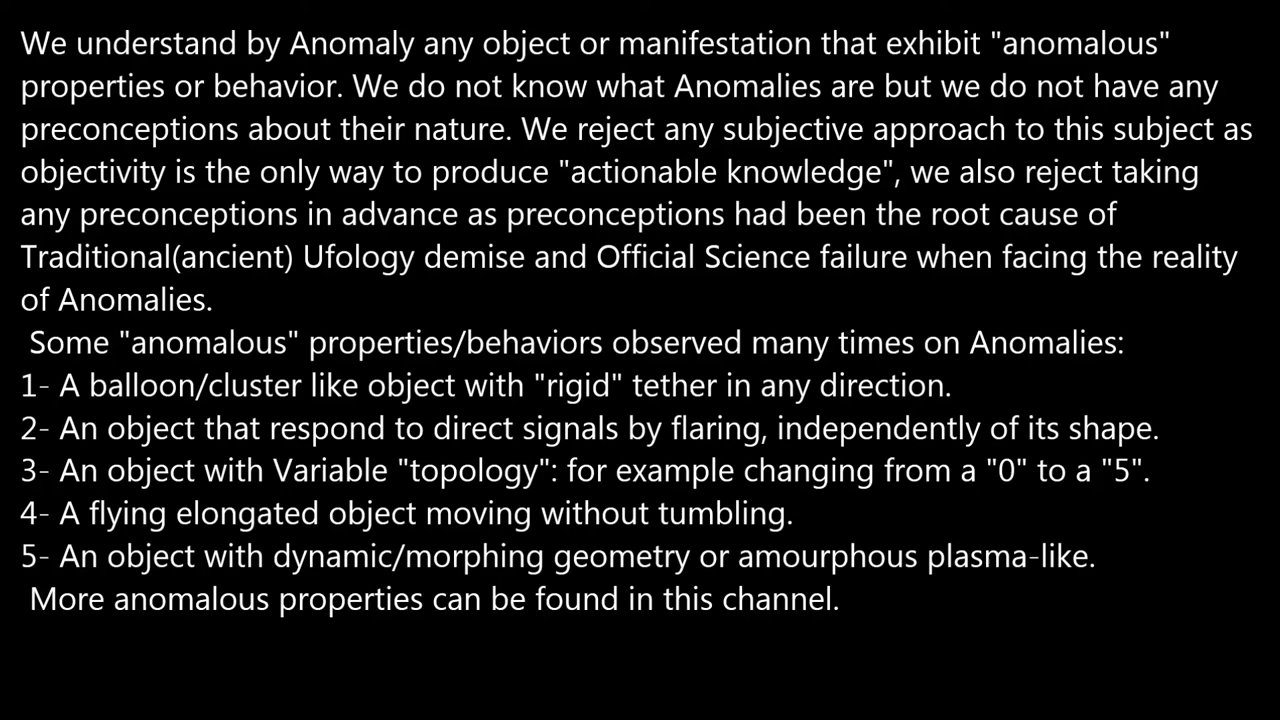 We understand by Anomaly any object or manifestation that exhibit "anomalous"
properties or behavior. We do not know what Anomalies are but we do not have any
preconceptions about their nature. We reject any subjective approach to this subject as
objectivity is the only way to produce "actionable knowledge", we also reject taking
any preconceptions in advance as preconceptions had been the root cause of
Traditional(ancient) Ufology demise and Official Science failure when facing the reality
of Anomalies.
Some "anomalous" properties/behaviors observed many times on Anomalies:
1- A balloon/cluster like object with "rigid" tether in any direction.
2- An object that respond to direct signals by flaring, independently of its shape.
3- An object with Variable "topology": for example changing from a "0" to a "5".
4- A flying elongated object moving without tumbling.
5- An object with dynamic/morphing geometry or amourphous plasma-like.
More anomalous properties can be found in this channel.